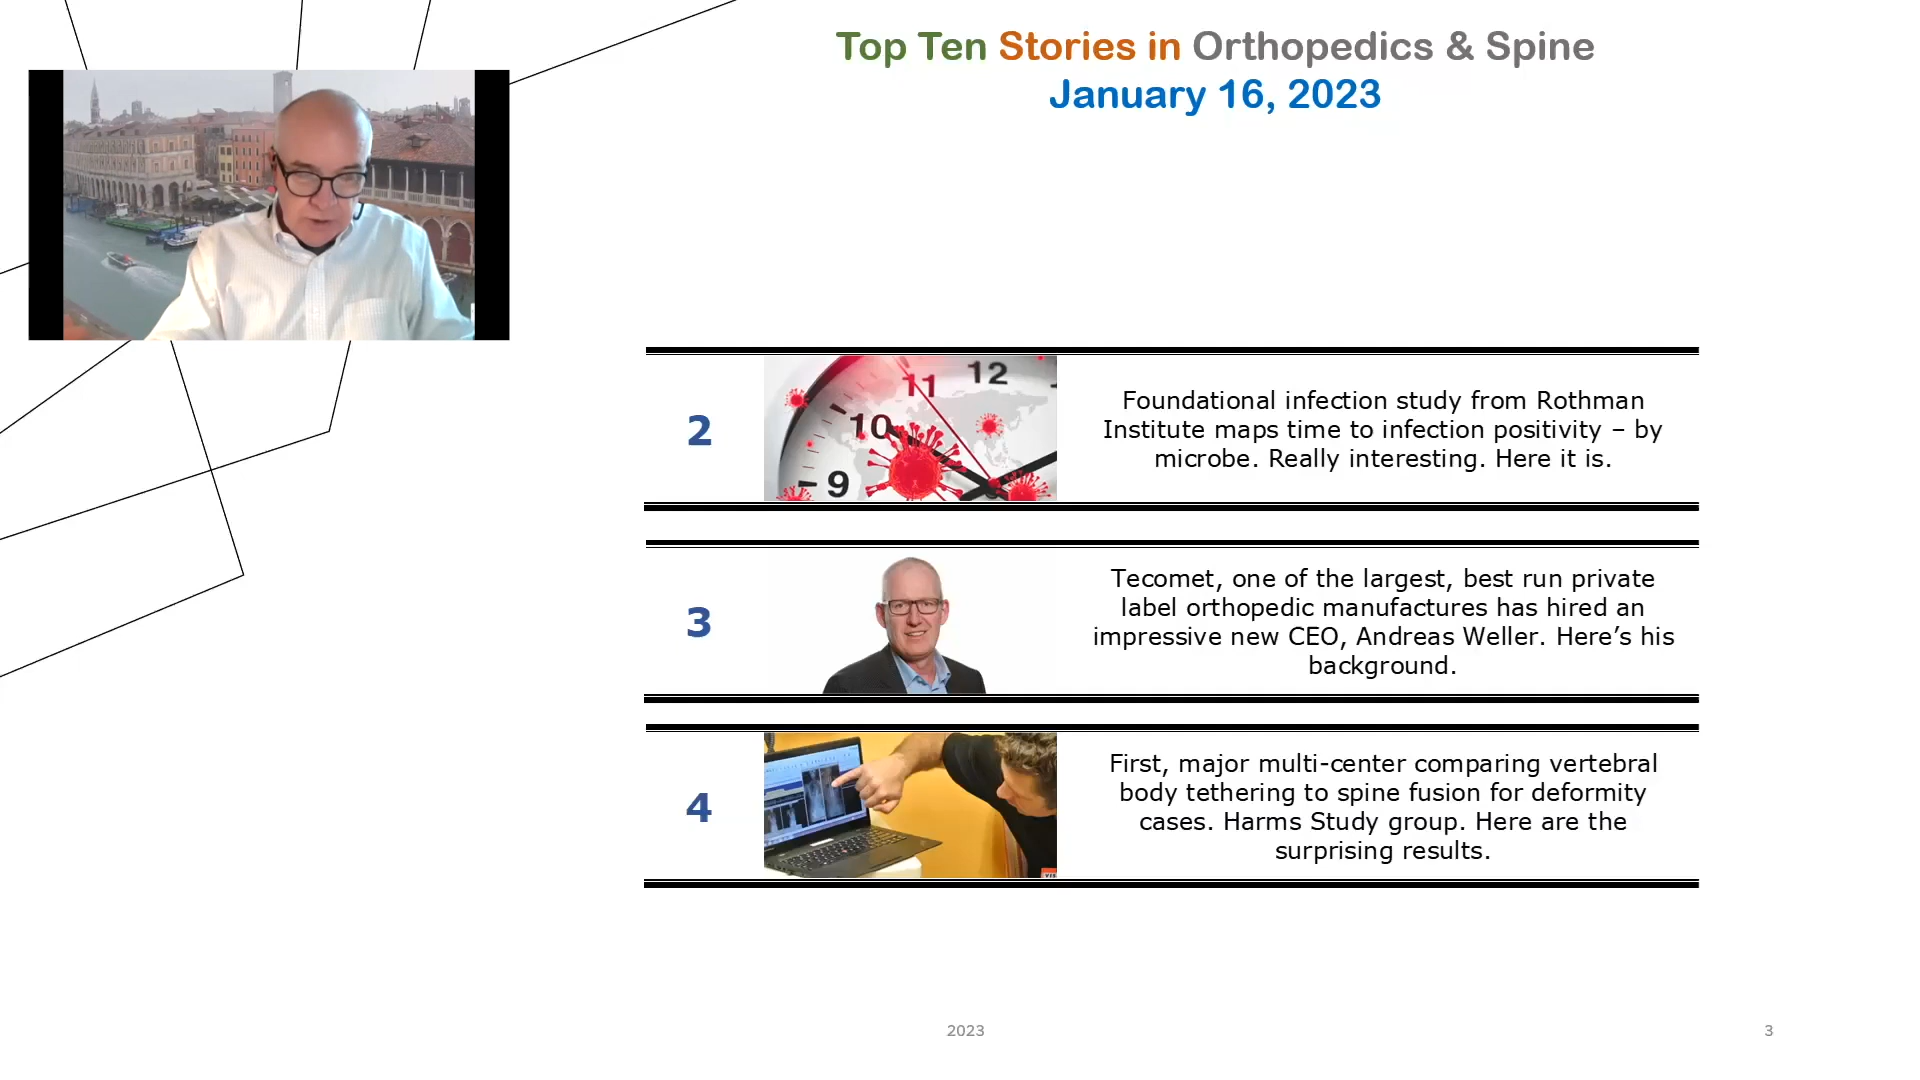 Top Ten Stories in Orthopedics & Spine
January 16, 2023
2
12
11
10
9
Foundational infection study from Rothman
Institute maps time to infection positivity – by
microbe. Really interesting. Here it is.
3
Tecomet, one of the largest, best run private
label orthopedic manufactures has hired an
impressive new CEO, Andreas Weller. Here’s his
background.
4
First, major multi-center comparing vertebral
body tethering to spine fusion for deformity
cases. Harms Study group. Here are the
surprising results.
2023
3